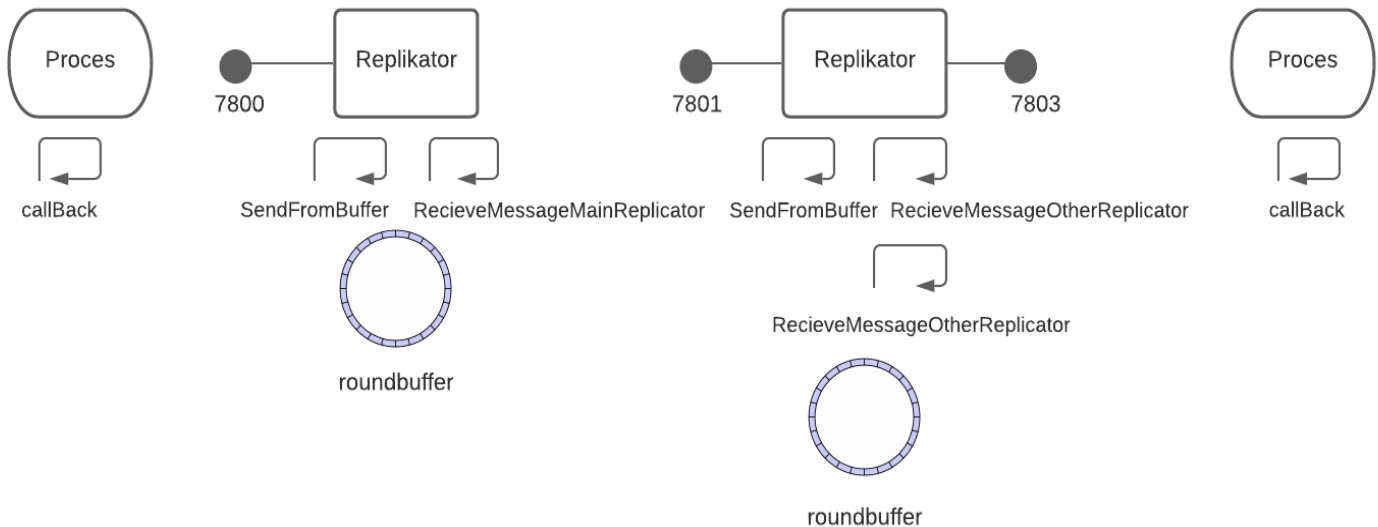 Proces
Replikator
Replikator
Proces
7800
7801
7803
callBack
SendFromBuffer
RecieveMessageMainReplicator
SendFromBuffer
RecieveMessageOtherReplicator
callBack
RecieveMessageOtherReplicator
roundbuffer
roundbuffer